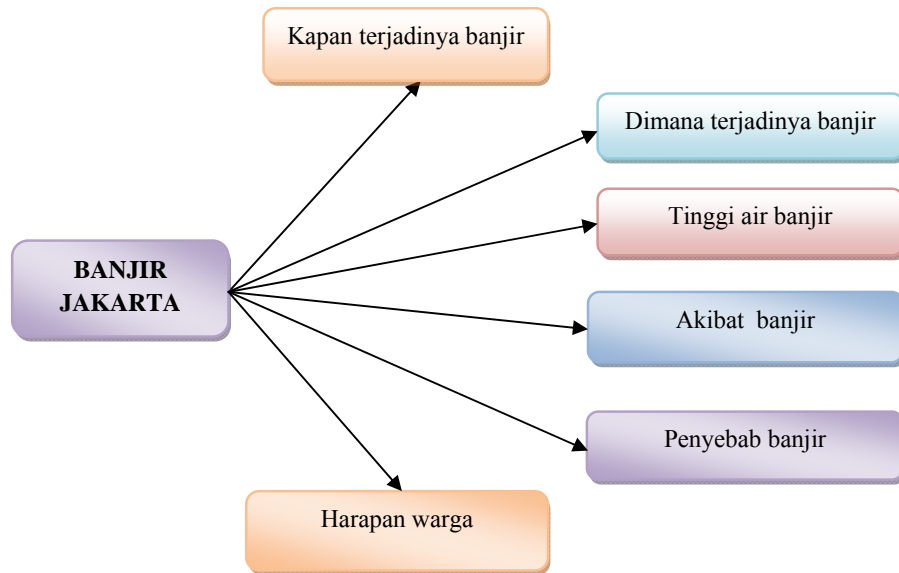 Kapan terjadinya banjir
Dimana terjadinya banjir
Tinggi air banjir
BANJIR
JAKARTA
Akibat banjir
Penyebab banjir
Harapan warga